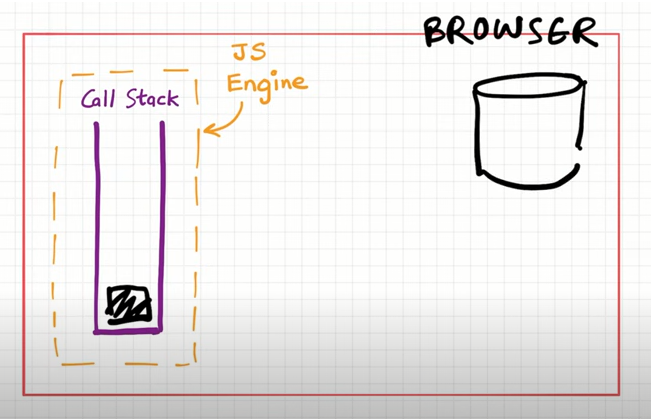 BROWSER
JS
Engine
Call Stack